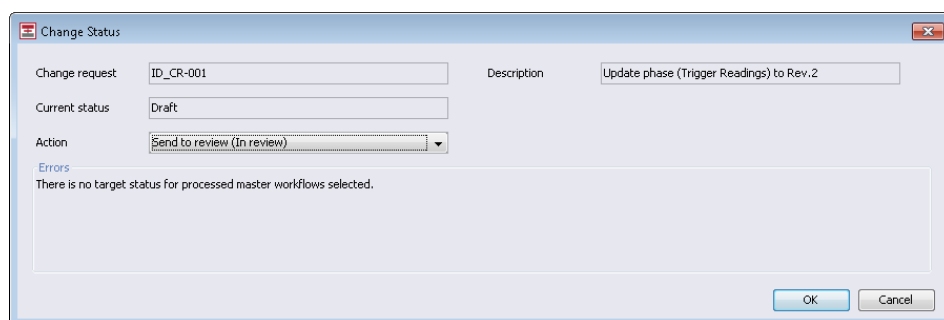 Change Status
Change request ID_CR-001 Description Update phase (Trigger Readings) to Rev.2
Current status Draft
Action Send to review (In review)
Errors
There is no target status for processed master workflows selected.
OK Cancel